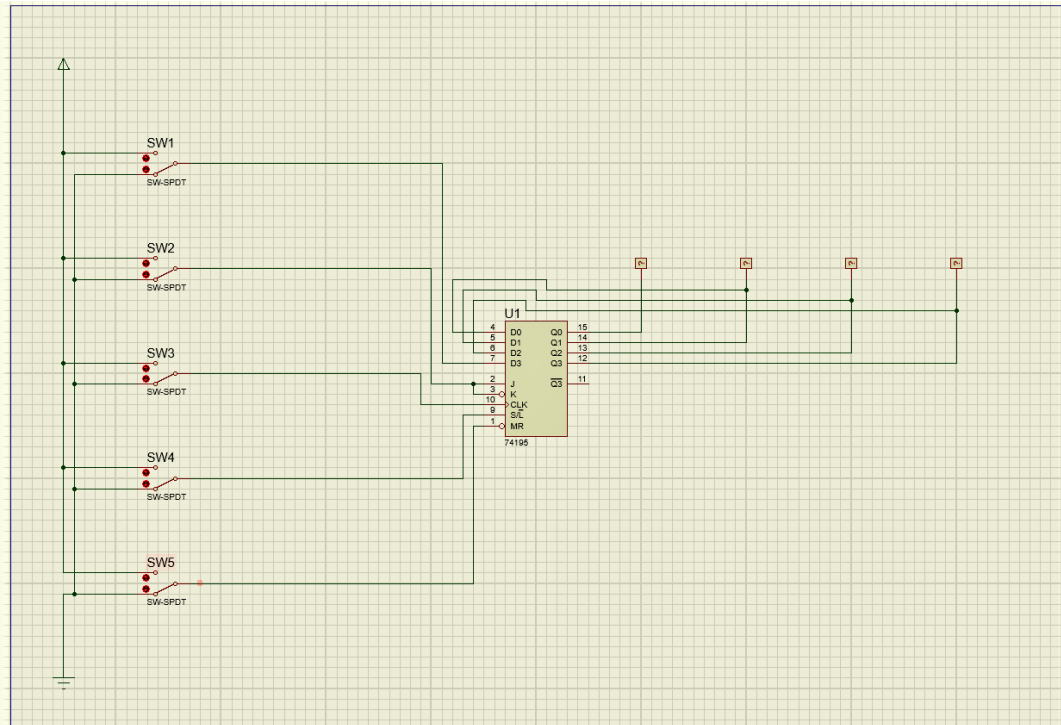 SW1
SW-SPDT
SW2
SW-SPDT
SW3
SW-SPDT
SW4
SW-SPDT
SW5
SW-SPDT
? ? ? ?
U1
4 D0 Q0 15
5 D1 Q1 14
6 D2 Q2 13
7 D3 Q3 12
2 J Q3 11
3 K
10 CLK
9 S/L
1 MR
74195